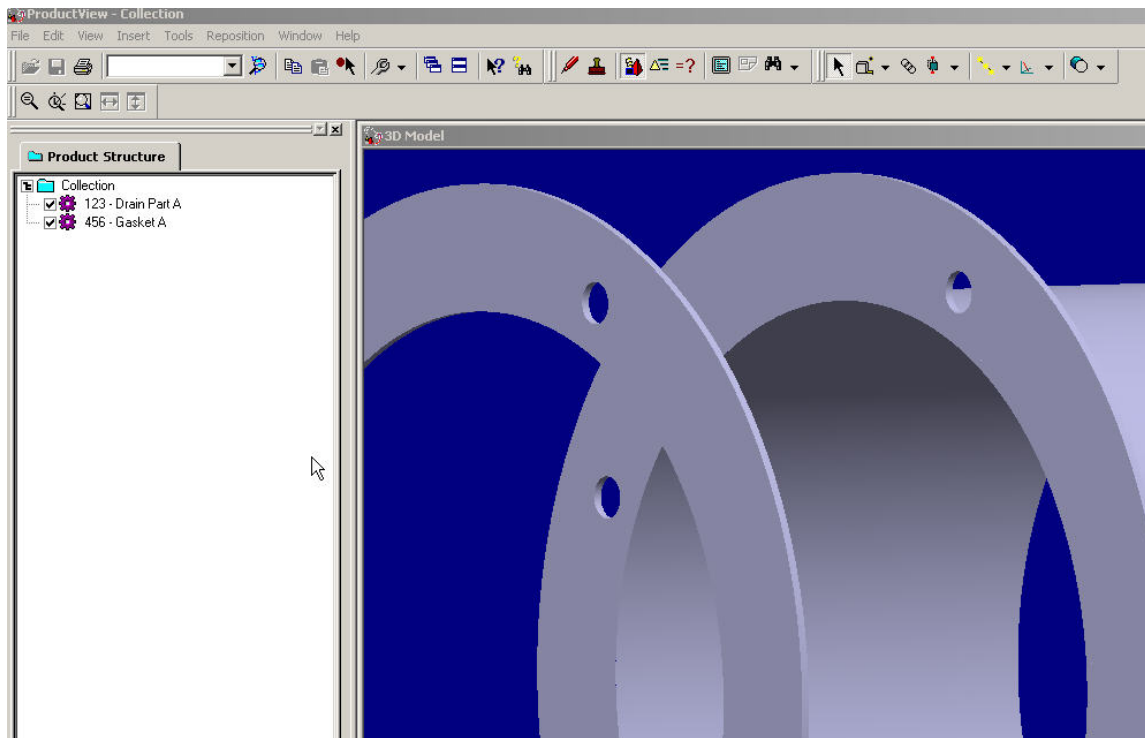 ProductView - Collection
File Edit View Insert Tools Reposition Window Help
=?
?
Product Structure
3D Model
Collection
123 - Drain Part A
456 - Gasket A